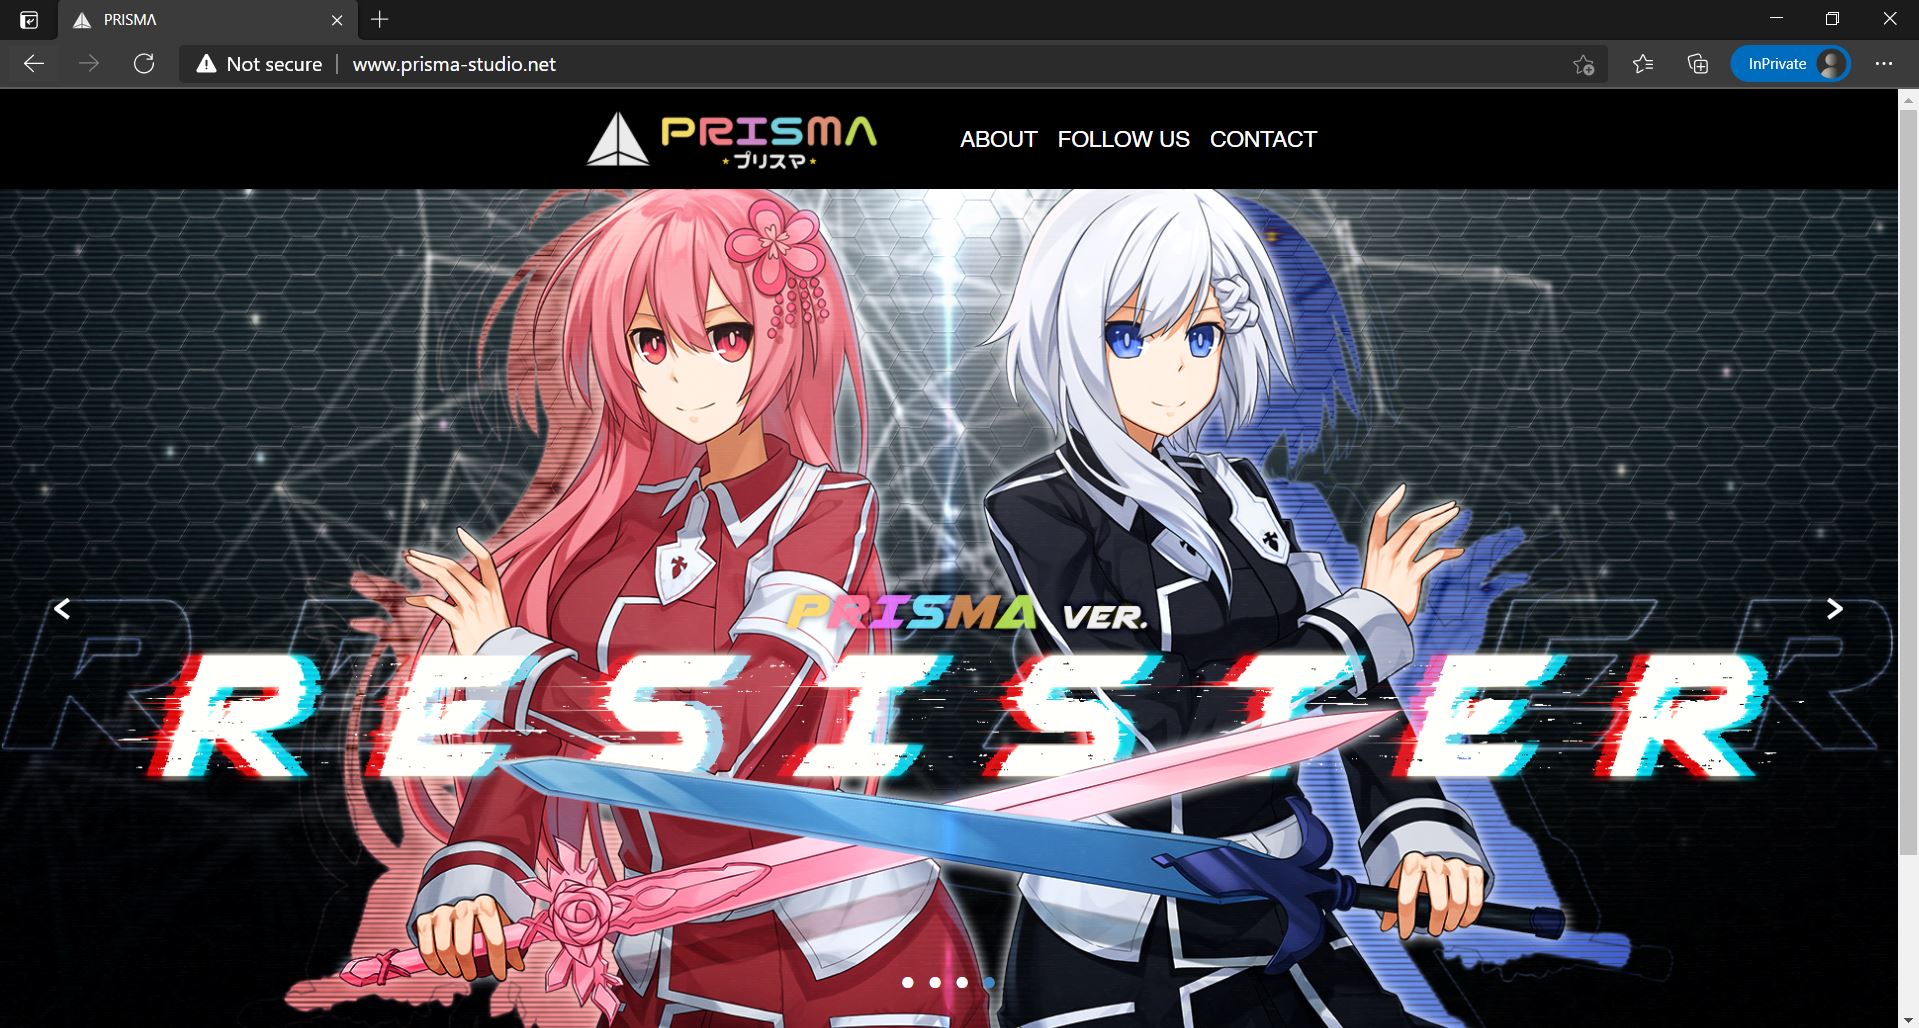 PRISMA
Not secure
www.prisma-studio.net
InPrivate
PRISMA
プリスマ
ABOUT
FOLLOW US
CONTACT
PRISMA VER.
RESISTER
RESISTER